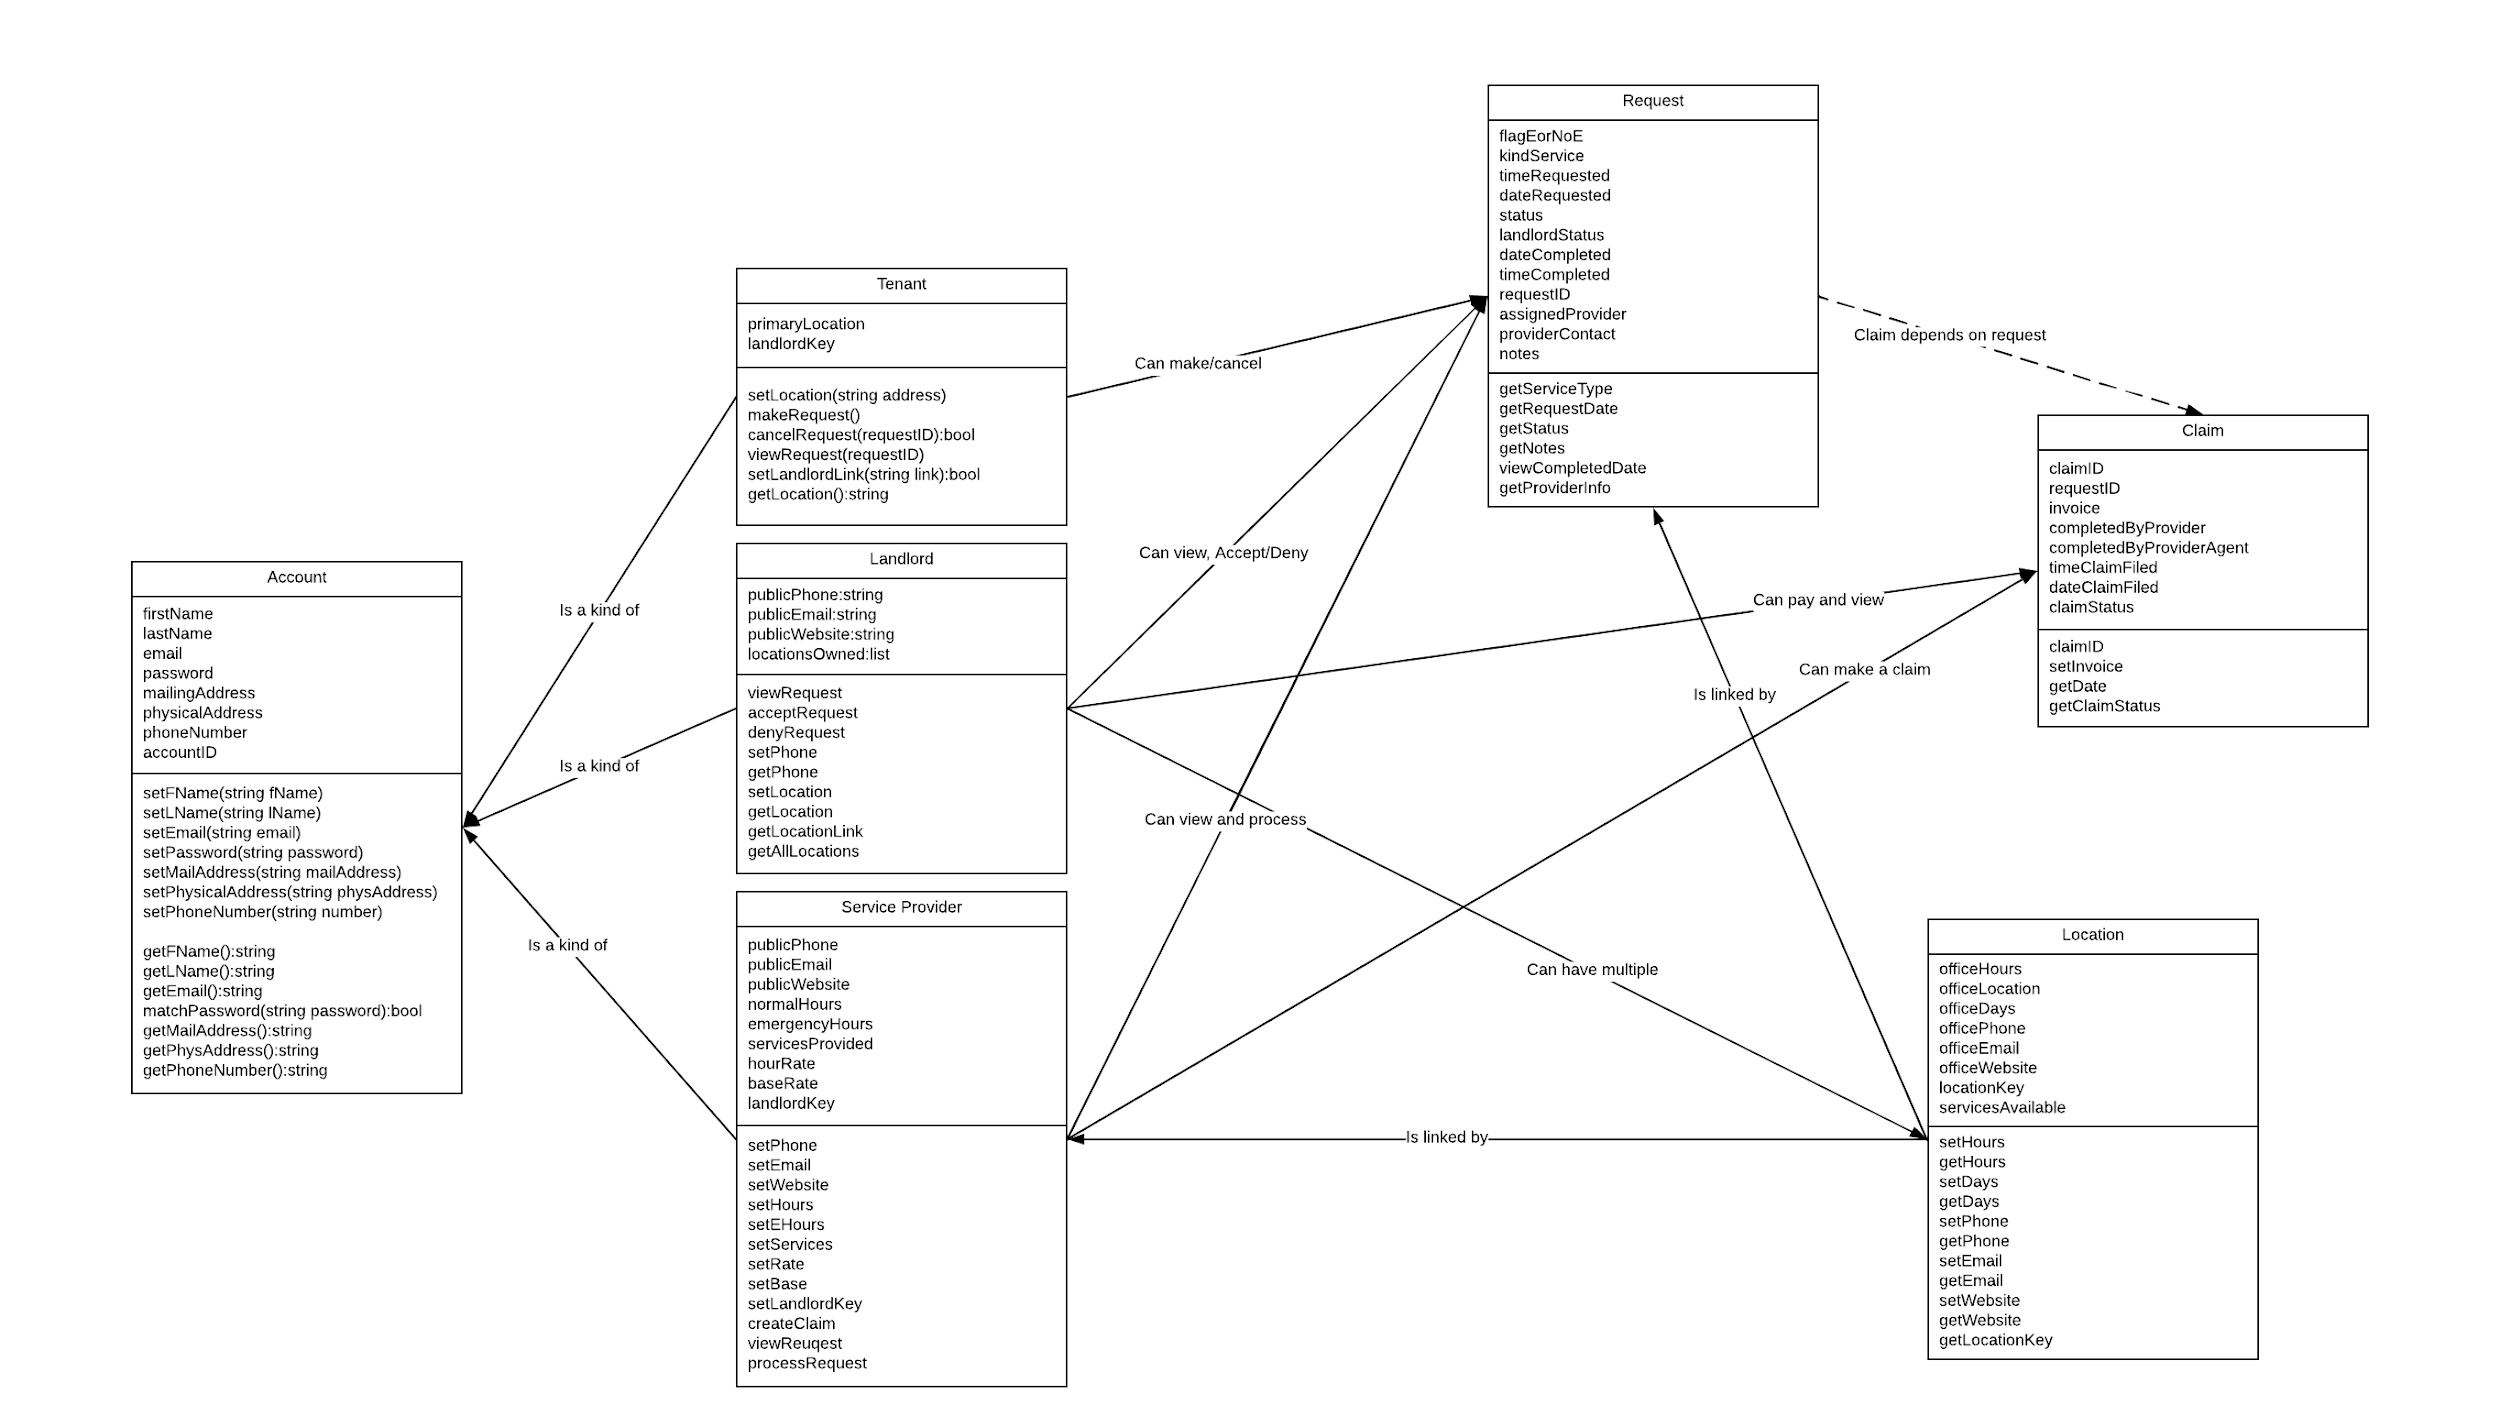 Account
firstName
lastName
email
password
mailingAddress
physicalAddress
phoneNumber
accountID
setFName(string fName)
setLName(string lName)
setEmail(string email)
setPassword(string password)
setMailAddress(string mailAddress)
setPhysicalAddress(string physAddress)
setPhoneNumber(string number)
getFName():string
getLName():string
getEmail():string
matchPassword(string password):bool
getMailAddress():string
getPhysAddress():string
getPhoneNumber():string
Is a kind of
Is a kind of
Is a kind of
Tenant
primaryLocation
landlordKey
setLocation(string address)
makeRequest()
cancelRequest(requestID):bool
viewRequest(requestID)
setLandlordLink(string link):bool
getLocation():string
Landlord
publicPhone:string
publicEmail:string
publicWebsite:string
locationsOwned:list
viewRequest
acceptRequest
denyRequest
setPhone
getPhone
setLocation
getLocation
getLocationLink
getAllLocations
Service Provider
publicPhone
publicEmail
publicWebsite
normalHours
emergencyHours
servicesProvided
hourRate
baseRate
landlordKey
setPhone
setEmail
setWebsite
setHours
setEHours
setServices
setRate
setBase
setLandlordKey
createClaim
viewReuqest
processRequest
Can make/cancel
Can view, Accept/Deny
Can view and process
Can pay and view
Can make a claim
Is linked by
Can have multiple
Is linked by
Request
flagEorNoE
kindService
timeRequested
dateRequested
status
landlordStatus
dateCompleted
timeCompleted
requestID
assignedProvider
providerContact
notes
getServiceType
getRequestDate
getStatus
getNotes
viewCompletedDate
getProviderInfo
Claim depends on request
Claim
claimID
requestID
invoice
completedByProvider
completedByProviderAgent
timeClaimFiled
dateClaimFiled
claimStatus
claimID
setInvoice
getDate
getClaimStatus
Location
officeHours
officeLocation
officeDays
officePhone
officeEmail
officeWebsite
locationKey
servicesAvailable
setHours
getHours
setDays
getDays
setPhone
getPhone
setEmail
getEmail
setWebsite
getWebsite
getLocationKey